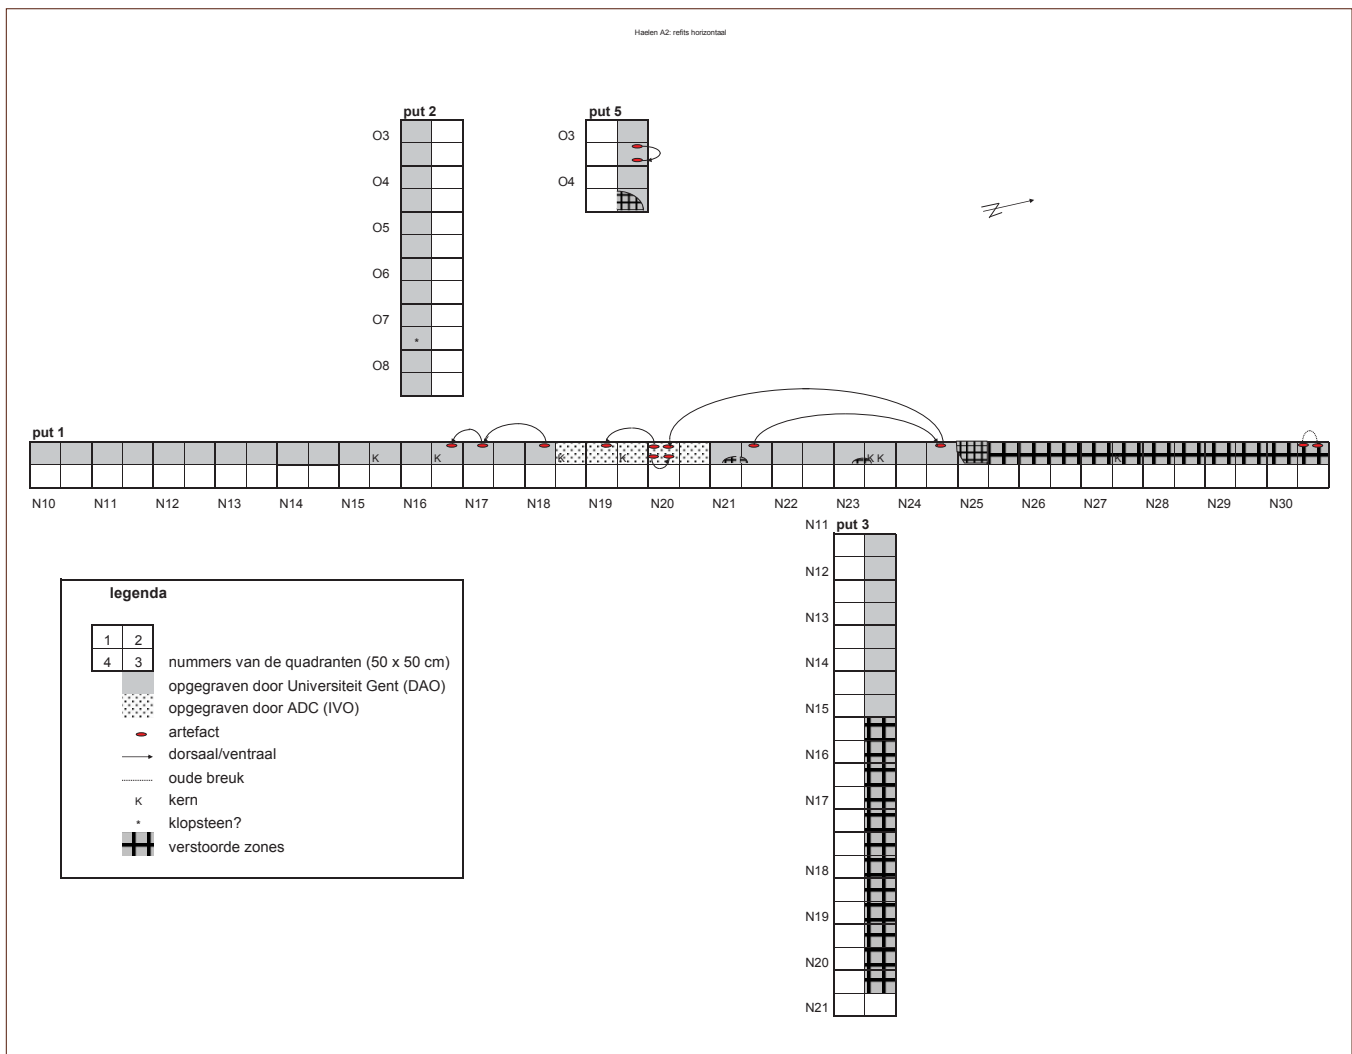 Haelen A2: refits horizontaal
put 2
put 5
O3
O3
O4
O4
O5
O6
O7
*
O8
put 1
K
K
K
K
K K
K
N10 N11 N12 N13 N14 N15 N16 N17 N18 N19 N20 N21 N22 N23 N24 N25 N26 N27 N28 N29 N30
N11 put 3
N12
N13
N14
N15
N16
N17
N18
N19
N20
N21
legenda
1 2
4 3
nummers van de quadranten (50 x 50 cm)
opgegraven door Universiteit Gent (DAO)
opgegraven door ADC (IVO)
artefact
dorsaal/ventraal
oude breuk
K kern
* klopsteen?
verstoorde zones
N